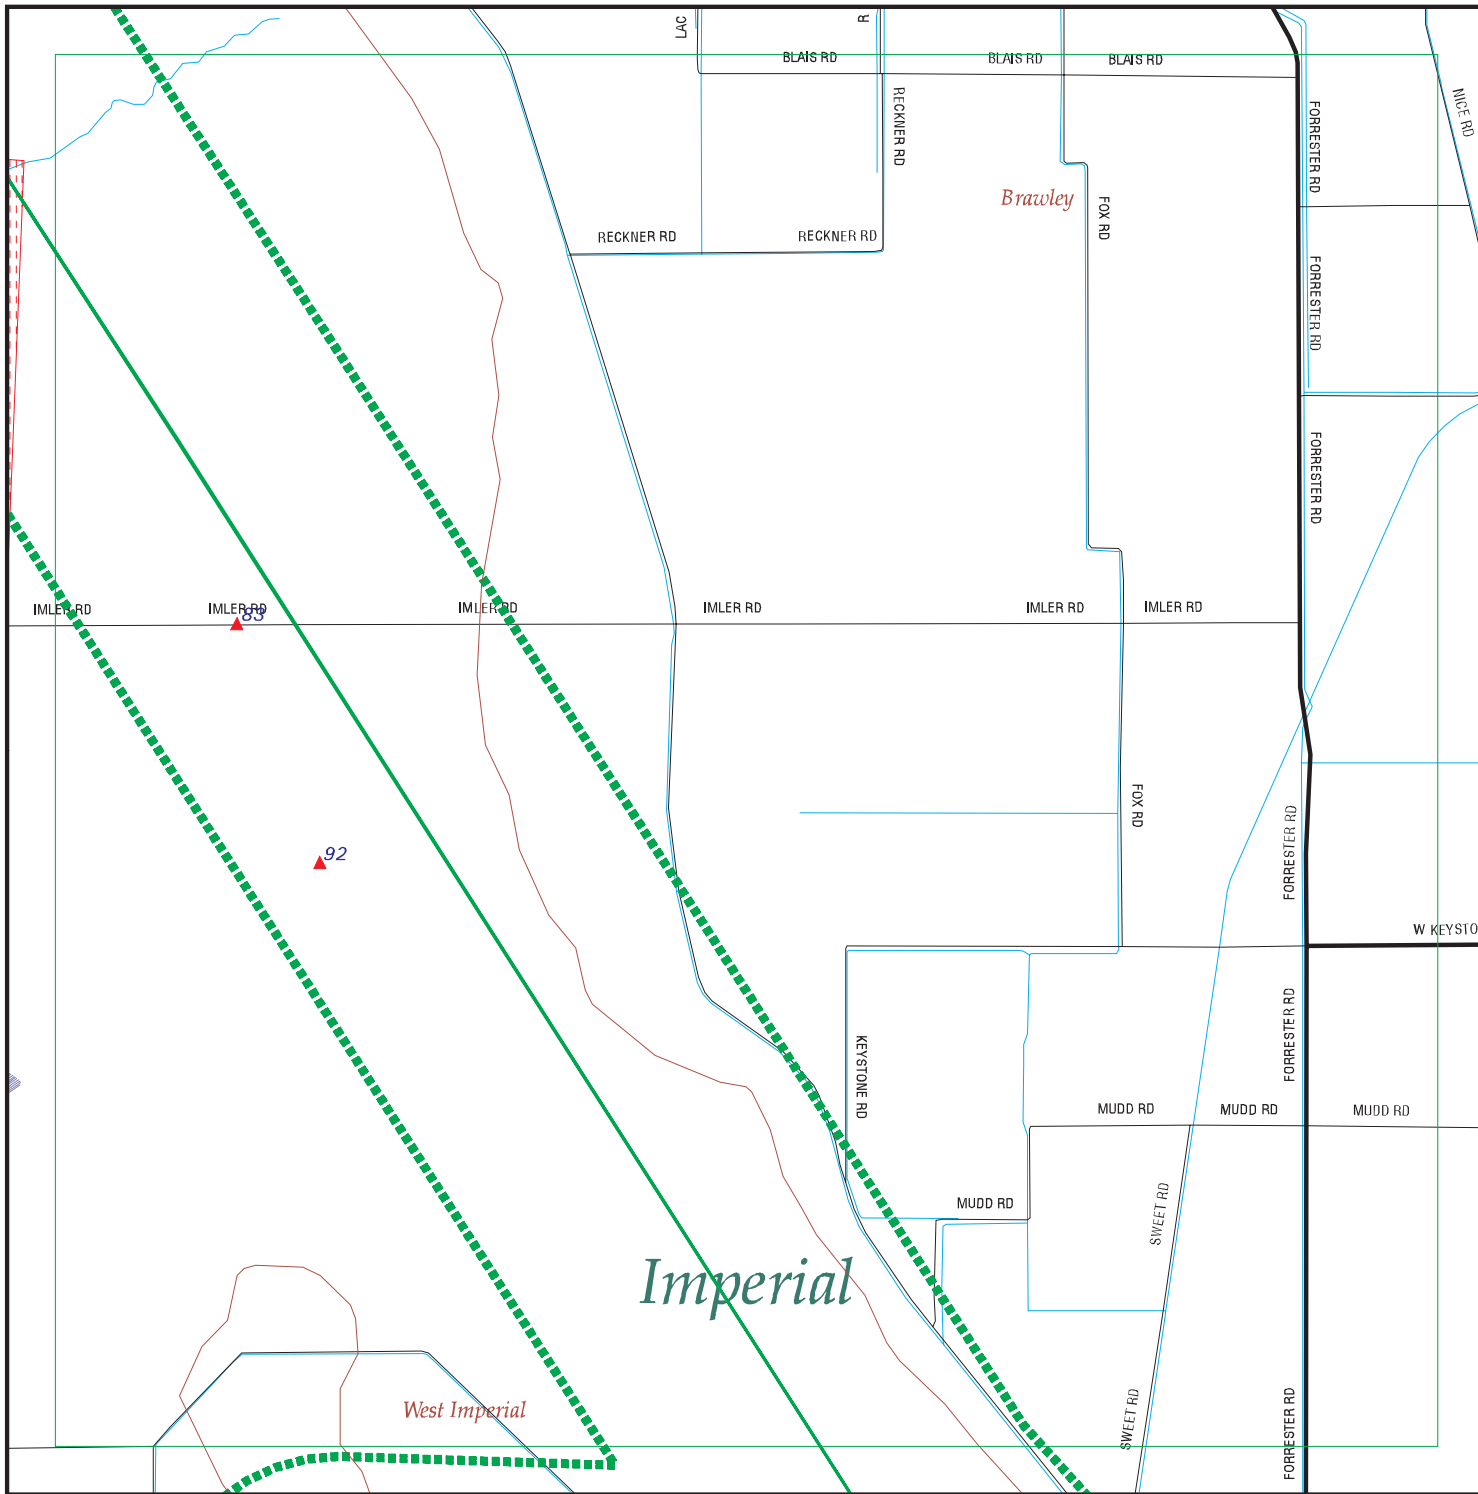 LAC
R
BLAIS RD
BLAIS RD
BLAIS RD
RECKNER RD
FORRESTER RD
NICE RD
Brawley
FOX RD
RECKNER RD
RECKNER RD
FORRESTER RD
FORRESTER RD
IMLER RD
IMLER RD
83
IMLER RD
IMLER RD
IMLER RD
IMLER RD
FOX RD
FORRESTER RD
92
W KEYSTO
FORRESTER RD
KEYSTONE RD
MUDD RD
MUDD RD
MUDD RD
MUDD RD
SWEET RD
Imperial
West Imperial
SWEET RD
FORRESTER RD